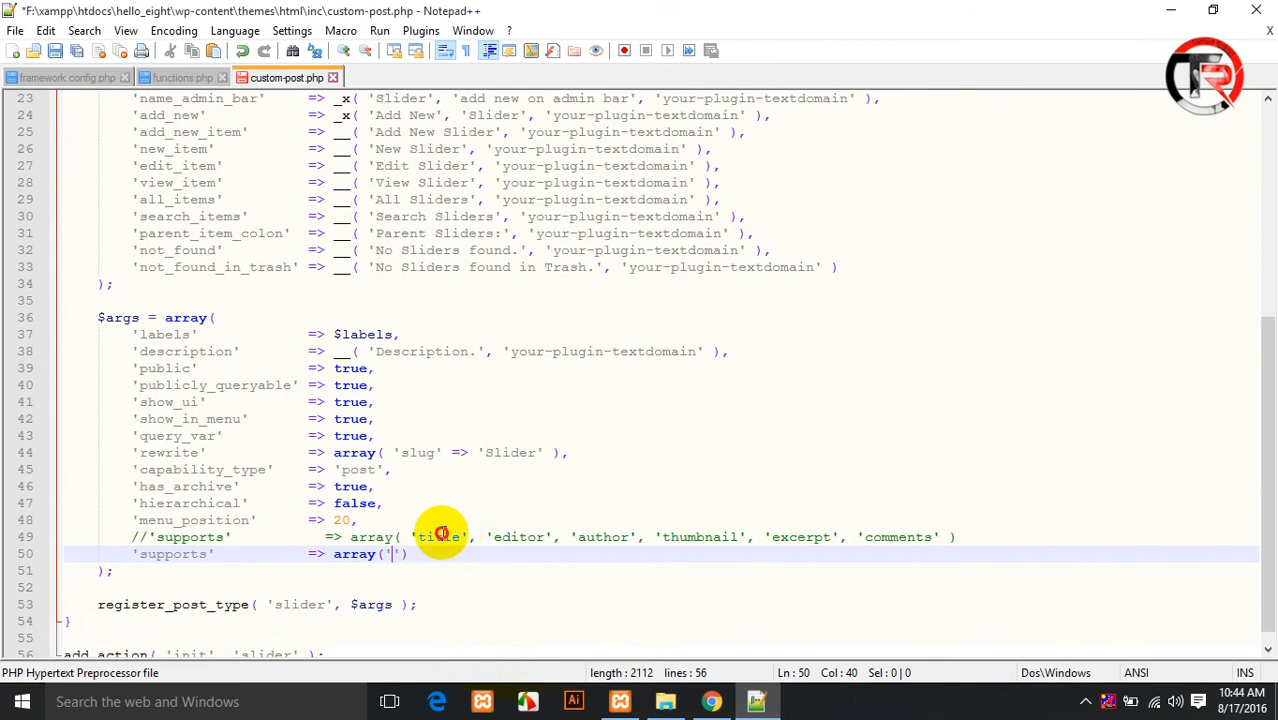 *F:\xampp\htdocs\hello_eight\wp-content\themes\html\inc\custom-post.php - Notepad++
File Edit Search View Encoding Language Settings Macro Run Plugins Window ?
framework.config.php functions.php custom-post.php
TR
23 'name_admin_bar' => _x( 'Slider', 'add new on admin bar', 'your-plugin-textdomain' ),
24 'add_new' => _x( 'Add New', 'Slider', 'your-plugin-textdomain' ),
25 'add_new_item' => __( 'Add New Slider', 'your-plugin-textdomain' ),
26 'new_item' => __( 'New Slider', 'your-plugin-textdomain' ),
27 'edit_item' => __( 'Edit Slider', 'your-plugin-textdomain' ),
28 'view_item' => __( 'View Slider', 'your-plugin-textdomain' ),
29 'all_items' => __( 'All Sliders', 'your-plugin-textdomain' ),
30 'search_items' => __( 'Search Sliders', 'your-plugin-textdomain' ),
31 'parent_item_colon' => __( 'Parent Sliders:', 'your-plugin-textdomain' ),
32 'not_found' => __( 'No Sliders found.', 'your-plugin-textdomain' ),
33 'not_found_in_trash' => __( 'No Sliders found in Trash.', 'your-plugin-textdomain' )
34 );
35
36 $args = array(
37 'labels' => $labels,
38 'description' => __( 'Description.', 'your-plugin-textdomain' ),
39 'public' => true,
40 'publicly_queryable' => true,
41 'show_ui' => true,
42 'show_in_menu' => true,
43 'query_var' => true,
44 'rewrite' => array( 'slug' => 'Slider' ),
45 'capability_type' => 'post',
46 'has_archive' => true,
47 'hierarchical' => false,
48 'menu_position' => 20,
49 //'supports' => array( 'title', 'editor', 'author', 'thumbnail', 'excerpt', 'comments' )
50 'supports' => array('')
51 );
52
53 register_post_type( 'slider', $args );
54 }
55
56 add_action( 'init', 'slider' );
PHP Hypertext Preprocessor file length : 2112 lines : 56 Ln : 50 Col : 40 Sel : 0 | 0 Dos\Windows ANSI INS
Search the web and Windows
Ai
10:44 AM
8/17/2016